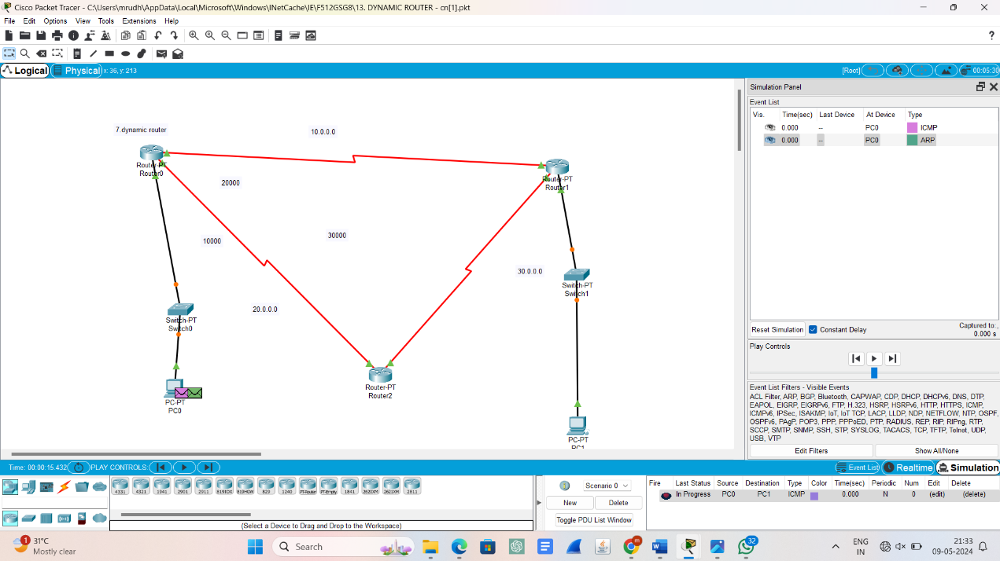 Cisco Packet Tracer - C:\Users\mrudh\AppData\Local\Microsoft\Windows\INetCache\IE\F512GSG8\13. DYNAMIC ROUTER - cn[1].pkt
File Edit Options View Tools Extensions Help
?
Logical Physical x: 36, y: 213 [Root] 00:05:30
7.dynamic router
10.0.0.0
Router-PT
Router0
20000
Router-PT
Router1
10000
30000
30.0.0.0
Switch-PT
Switch1
20.0.0.0
Switch-PT
Switch0
Router-PT
Router2
PC-PT
PC0
PC-PT
PC1
Simulation Panel
Event List
Vis. Time(sec) Last Device At Device Type
0.000 -- PC0 ICMP
0.000 -- PC0 ARP
Reset Simulation Constant Delay
Captured to:
0.000 s
Play Controls
Event List Filters - Visible Events
ACL Filter, ARP, BGP, Bluetooth, CAPWAP, CDP, DHCP, DHCPv6, DNS, DTP,
EAPOL, EIGRP, EIGRPv6, FTP, H.323, HSRP, HSRPv6, HTTP, HTTPS, ICMP,
ICMPv6, IPSec, ISAKMP, IoT, IoT TCP, LACP, LLDP, NDP, NETFLOW, NTP, OSPF,
OSPFv6, PAgP, POP3, PPP, PPPoED, PTP, RADIUS, REP, RIP, RIPng, RTP,
SCCP, SMTP, SNMP, SSH, STP, SYSLOG, TACACS, TCP, TFTP, Telnet, UDP,
USB, VTP
Edit Filters Show All/None
Time: 00:00:15.432 PLAY CONTROLS: Event List Realtime Simulation
4331 4321 1941 2901 2911 819IOX 819HGW 829 1240 PT-Router PT-Empty 1841 2620XM 2621XM 2811
(Select a Device to Drag and Drop to the Workspace)
Scenario 0
New Delete
Toggle PDU List Window
Fire Last Status Source Destination Type Color Time(sec) Periodic Num Edit Delete
In Progress PC0 PC1 ICMP 0.000 N 0 (edit) (delete)
1
31°C
Mostly clear
Search
m
32
ENG
IN
21:33
09-05-2024